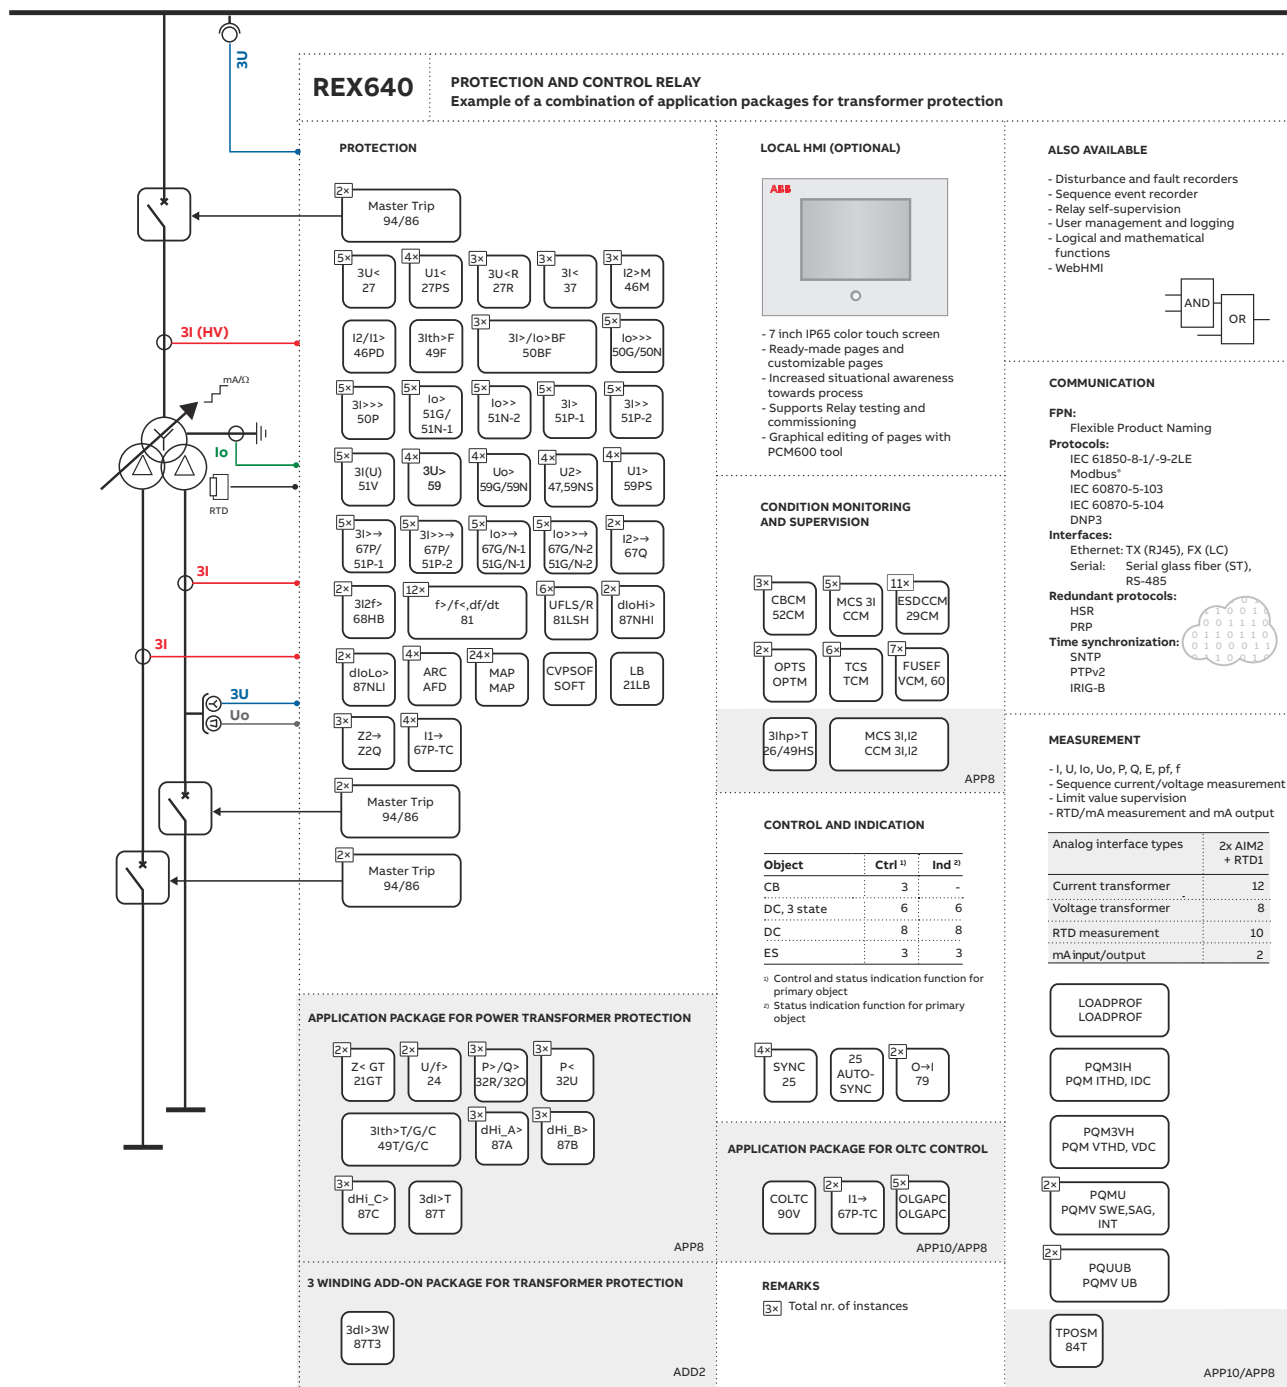 3U
REX640
PROTECTION AND CONTROL RELAY
Example of a combination of application packages for transformer protection
PROTECTION
2×
Master Trip
94/86
5×
3U<
27
4×
U1<
27PS
3×
3U<R
27R
3×
3I<
37
3×
I2>M
46M
3I (HV)
I2/I1>
46PD
3Ith>F
49F
3×
3I>/Io>BF
50BF
5×
Io>>>
50G/50N
mA/Ω
5×
3I>>>
50P
5×
Io>
51G/
51N-1
5×
Io>>
51N-2
5×
3I>
51P-1
5×
3I>>
51P-2
Io
RTD
5×
3I(U)
51V
4×
3U>
59
4×
Uo>
59G/59N
4×
U2>
47,59NS
4×
U1>
59PS
5×
3I>→
67P/
51P-1
5×
3I>>→
67P/
51P-2
5×
Io>→
67G/N-1
51G/N-1
5×
Io>>→
67G/N-2
51G/N-2
2×
I2>→
67Q
3I
2×
3I2f>
68HB
12×
f>/f<,df/dt
81
6×
UFLS/R
81LSH
2×
dIoHi>
87NHI
3I
2×
dIoLo>
87NLI
4×
ARC
AFD
24×
MAP
MAP
CVPSOF
SOFT
LB
21LB
3U
Uo
3×
Z2→
Z2Q
4×
I1→
67P-TC
2×
Master Trip
94/86
2×
Master Trip
94/86
APPLICATION PACKAGE FOR POWER TRANSFORMER PROTECTION
2×
Z< GT
21GT
2×
U/f>
24
3×
P>/Q>
32R/32O
3×
P<
32U
3Ith>T/G/C
49T/G/C
3×
dHi_A>
87A
3×
dHi_B>
87B
3×
dHi_C>
87C
3dI>T
87T
APP8
3 WINDING ADD-ON PACKAGE FOR TRANSFORMER PROTECTION
3dI>3W
87T3
ADD2
LOCAL HMI (OPTIONAL)
ABB
- 7 inch IP65 color touch screen
- Ready-made pages and
customizable pages
- Increased situational awareness
towards process
- Supports Relay testing and
commissioning
- Graphical editing of pages with
PCM600 tool
CONDITION MONITORING
AND SUPERVISION
3×
CBCM
52CM
5×
MCS 3I
CCM
11×
ESDCCM
29CM
2×
OPTS
OPTM
6×
TCS
TCM
7×
FUSEF
VCM, 60
3Ihp>T
26/49HS
MCS 3I,I2
CCM 3I,I2
APP8
CONTROL AND INDICATION
Object Ctrl 1) Ind 2)
CB 3 -
DC, 3 state 6 6
DC 8 8
ES 3 3
1) Control and status indication function for
primary object
2) Status indication function for primary
object
4×
SYNC
25
25
AUTO-
SYNC
2×
O→I
79
APPLICATION PACKAGE FOR OLTC CONTROL
COLTC
90V
2×
I1→
67P-TC
5×
OLGAPC
OLGAPC
APP10/APP8
REMARKS
3× Total nr. of instances
ALSO AVAILABLE
- Disturbance and fault recorders
- Sequence event recorder
- Relay self-supervision
- User management and logging
- Logical and mathematical
functions
- WebHMI
AND
OR
COMMUNICATION
FPN:
Flexible Product Naming
Protocols:
IEC 61850-8-1/-9-2LE
Modbus®
IEC 60870-5-103
IEC 60870-5-104
DNP3
Interfaces:
Ethernet: TX (RJ45), FX (LC)
Serial: Serial glass fiber (ST),
RS-485
Redundant protocols:
HSR
PRP
Time synchronization:
SNTP
PTPv2
IRIG-B
MEASUREMENT
- I, U, Io, Uo, P, Q, E, pf, f
- Sequence current/voltage measurement
- Limit value supervision
- RTD/mA measurement and mA output
Analog interface types 2x AIM2
+ RTD1
Current transformer 12
Voltage transformer 8
RTD measurement 10
mA input/output 2
LOADPROF
LOADPROF
PQM3IH
PQM ITHD, IDC
PQM3VH
PQM VTHD, VDC
2×
PQMU
PQMV SWE,SAG,
INT
2×
PQUUB
PQMV UB
TPOSM
84T
APP10/APP8